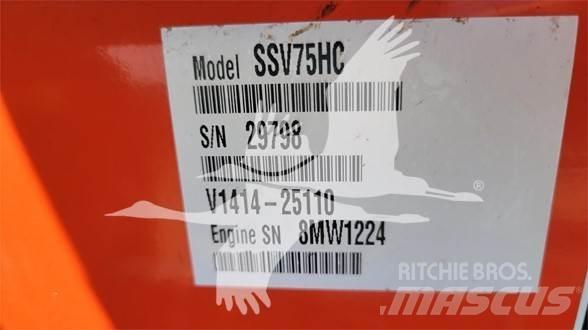 Model SSV75HC
S/N 29798
V1414-25110
Engine SN 8MW1224
®
RITCHIE BROS.
MASCUS